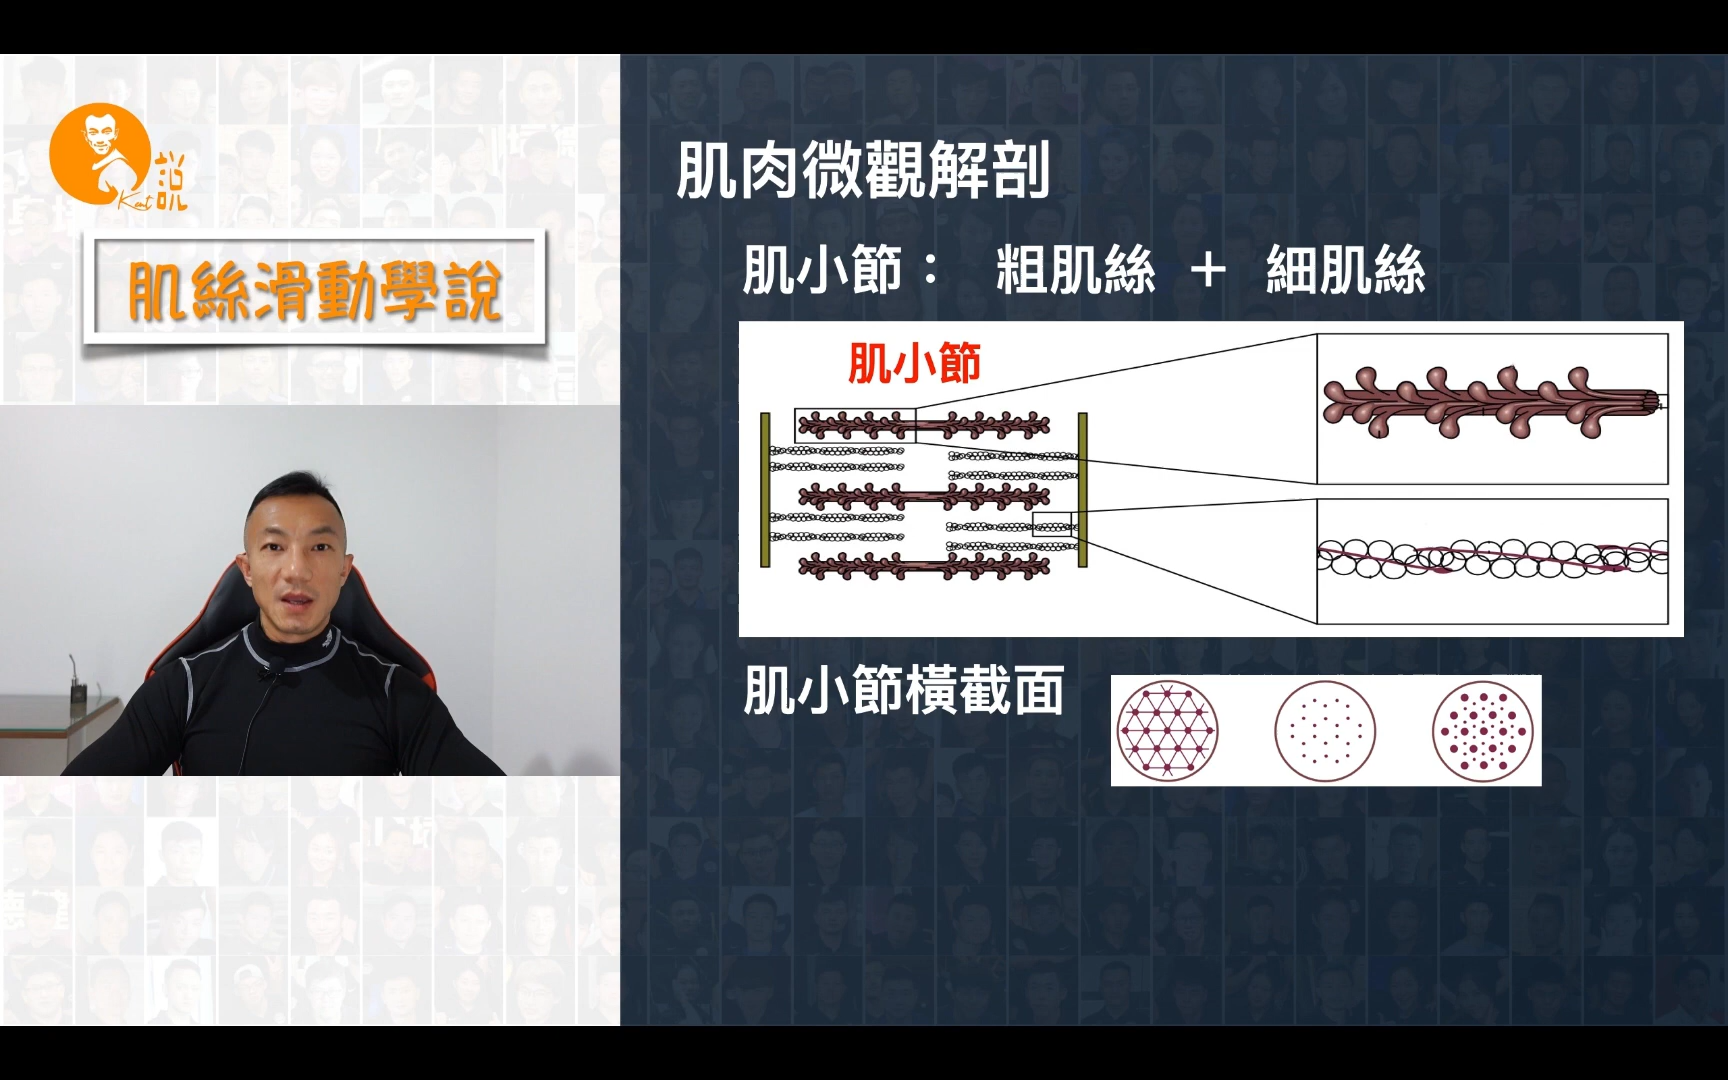 Kent
說
肌絲滑動學說
肌肉微觀解剖
肌小節： 粗肌絲 ＋ 細肌絲
肌小節
肌小節橫截面